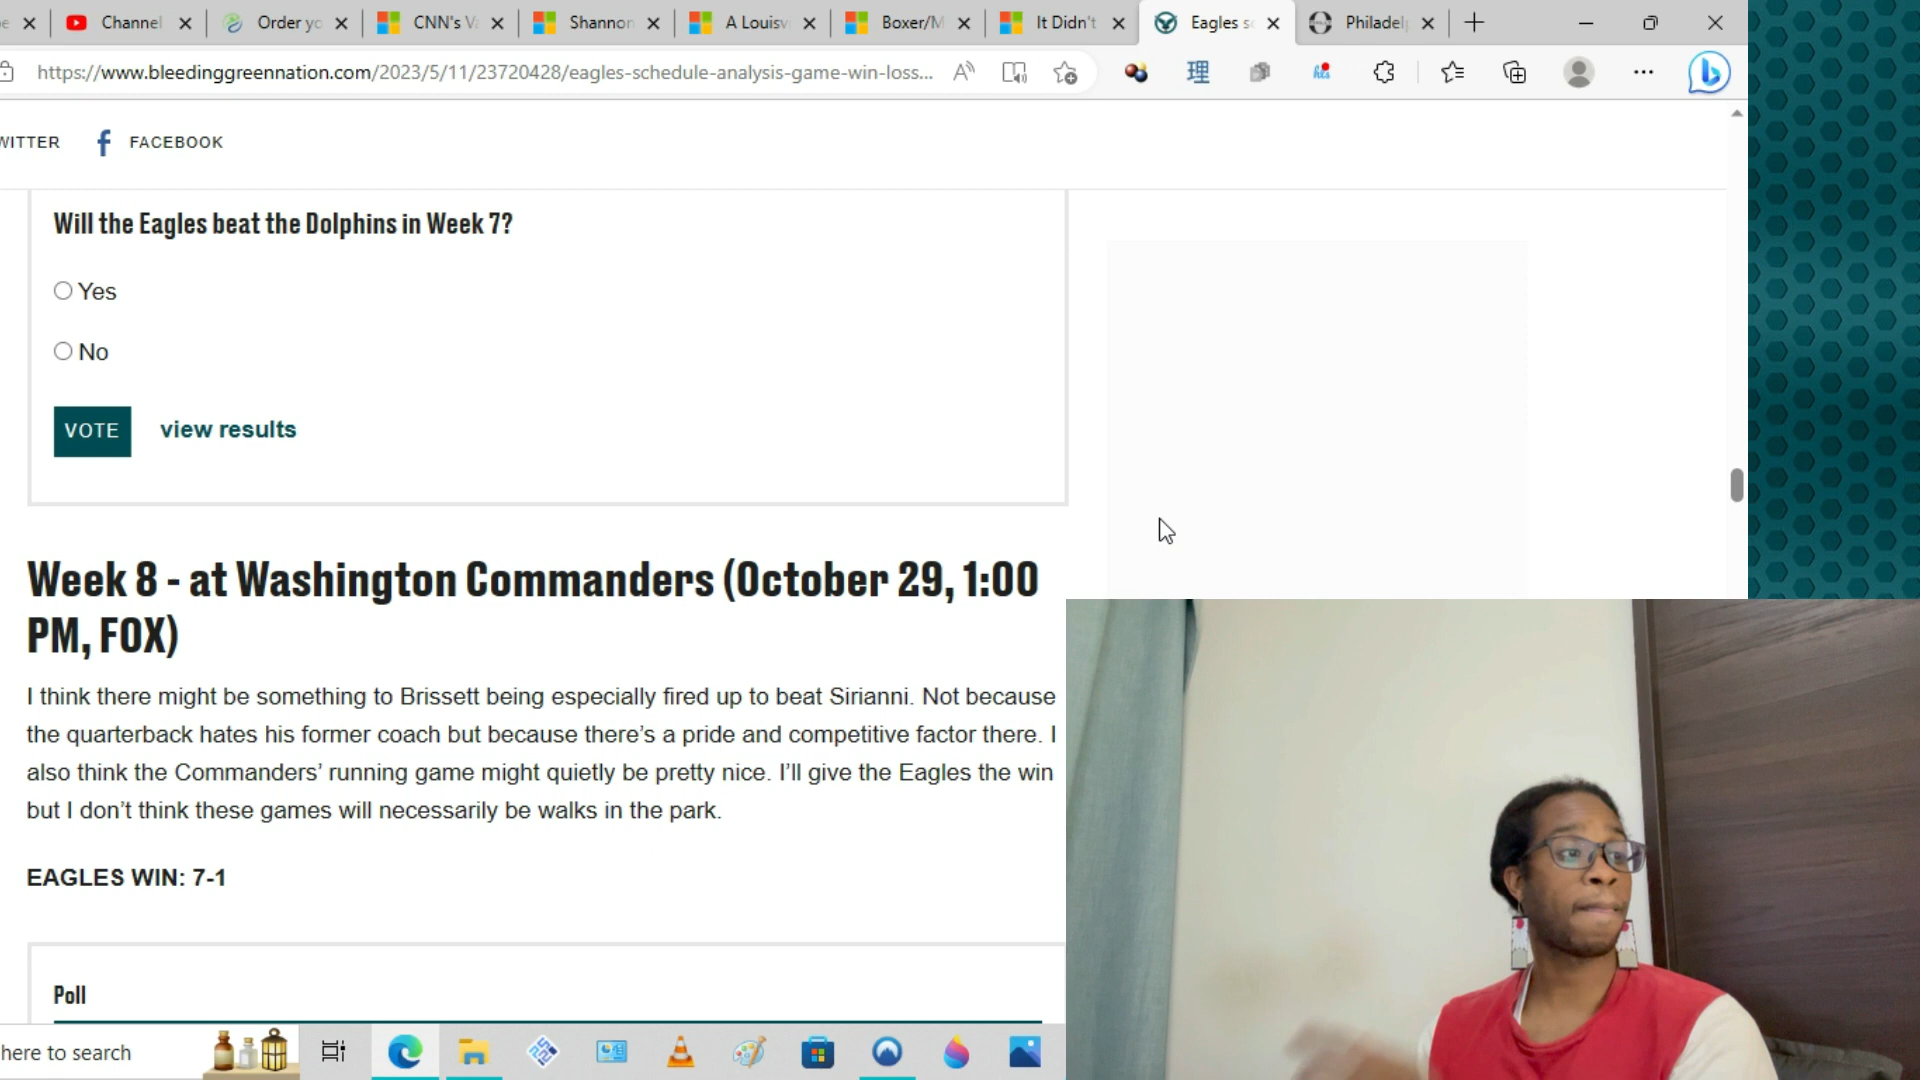 Channel
Order yo
CNN's Va
Shannon
A Louisv
Boxer/M
It Didn't
Eagles s
Philadel
https://www.bleedinggreennation.com/2023/5/11/23720428/eagles-schedule-analysis-game-win-loss...
理
WITTER
FACEBOOK
Will the Eagles beat the Dolphins in Week 7?
Yes
No
VOTE
view results
Week 8 - at Washington Commanders (October 29, 1:00
PM, FOX)
I think there might be something to Brissett being especially fired up to beat Sirianni. Not because
the quarterback hates his former coach but because there's a pride and competitive factor there. I
also think the Commanders' running game might quietly be pretty nice. I'll give the Eagles the win
but I don't think these games will necessarily be walks in the park.
EAGLES WIN: 7-1
Poll
here to search